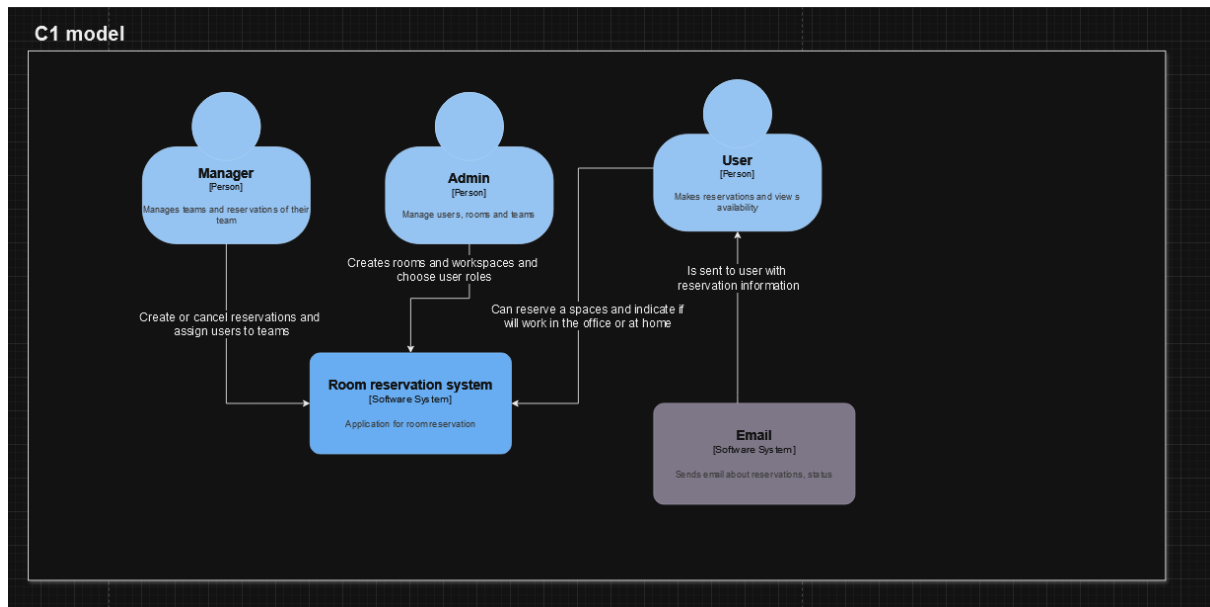 C1 model
Manager
[Person]
Manages teams and reservations of their
team
Admin
[Person]
Manage users, rooms and teams
User
[Person]
Makes reservations and view s
availability
Creates rooms and workspaces and
choose user roles
Is sent to user with
reservation information
Create or cancel reservations and
assign users to teams
Can reserve a spaces and indicate if
will work in the office or at home
Room reservation system
[Software System]
Application for room reservation
Email
[Software System]
Sends email about reservations, status